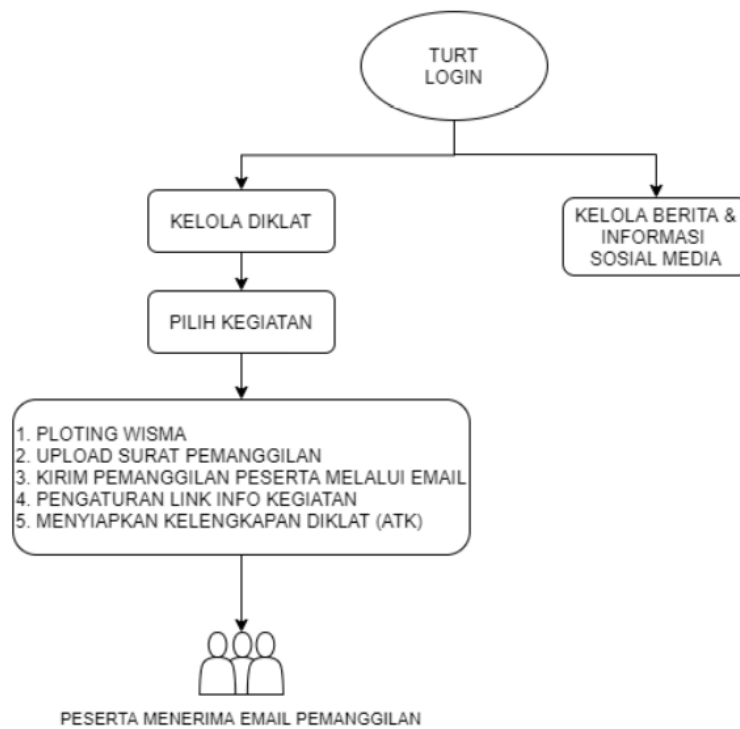 TURT
LOGIN
KELOLA DIKLAT
KELOLA BERITA &
INFORMASI
SOSIAL MEDIA
PILIH KEGIATAN
1. PLOTING WISMA
2. UPLOAD SURAT PEMANGGILAN
3. KIRIM PEMANGGILAN PESERTA MELALUI EMAIL
4. PENGATURAN LINK INFO KEGIATAN
5. MENYIAPKAN KELENGKAPAN DIKLAT (ATK)
PESERTA MENERIMA EMAIL PEMANGGILAN